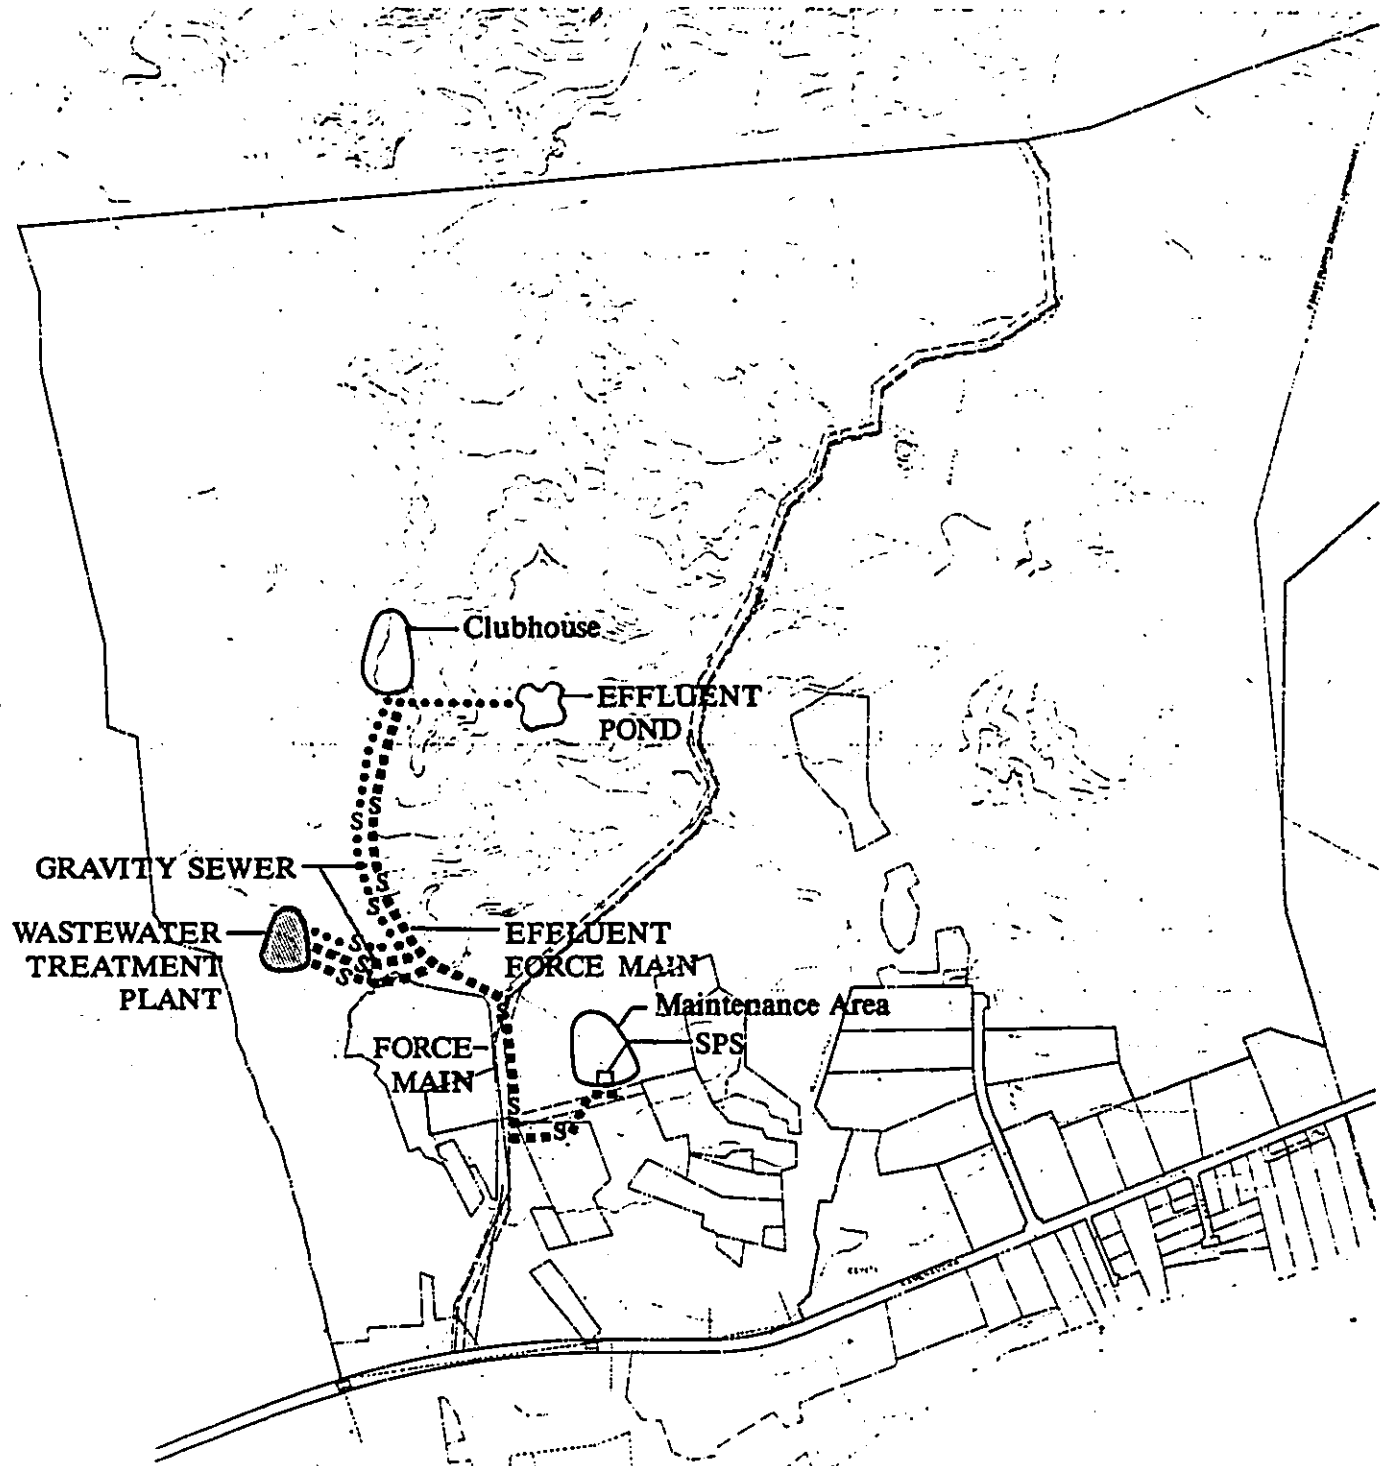 Clubhouse
EFFLUENT
POND
S
S
GRAVITY SEWER
S
S
WASTEWATER
TREATMENT
PLANT
EFFLUENT
FORCE MAIN
S
S
S
S
Maintenance Area
SPS
FORCE
MAIN
S
S